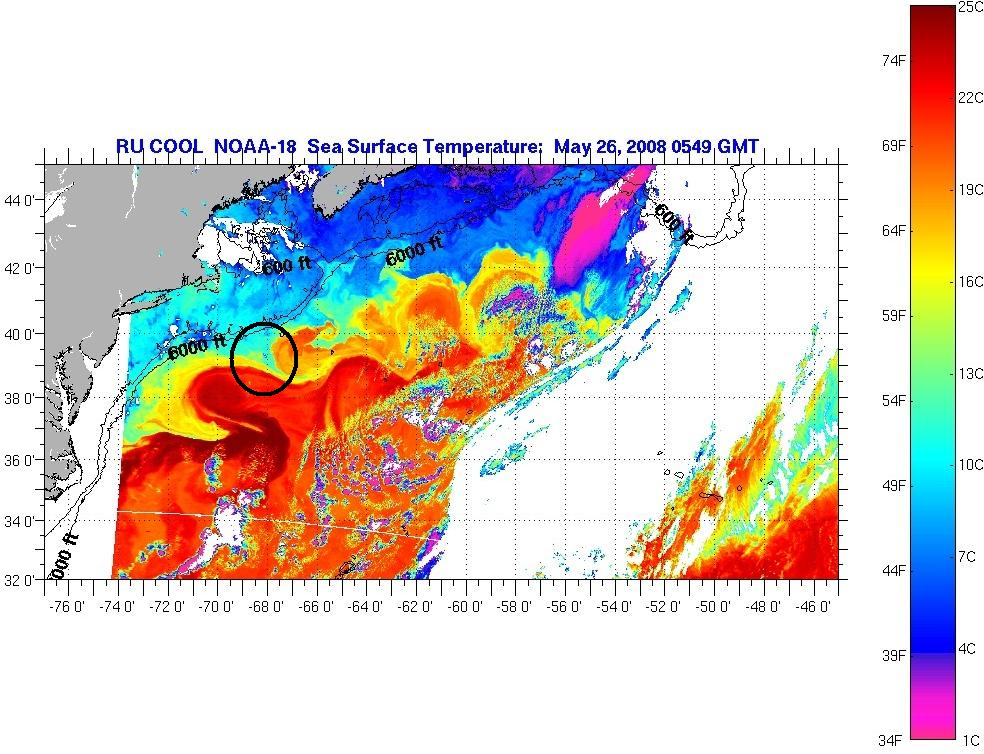 RU COOL NOAA-18 Sea Surface Temperature: May 26, 2008 0549 GMT
44 0'
42 0'
40 0'
38 0'
36 0'
34 0'
32 0'
-76 0' -74 0' -72 0' -70 0' -68 0' -66 0' -64 0' -62 0' -60 0' -58 0' -56 0' -54 0' -52 0' -50 0' -48 0' -46 0'
600 ft
6000 ft
600 ft
6000 ft
000 ft
25C
74F
22C
69F
19C
64F
16C
59F
13C
54F
10C
49F
7C
44F
4C
39F
34F
1C